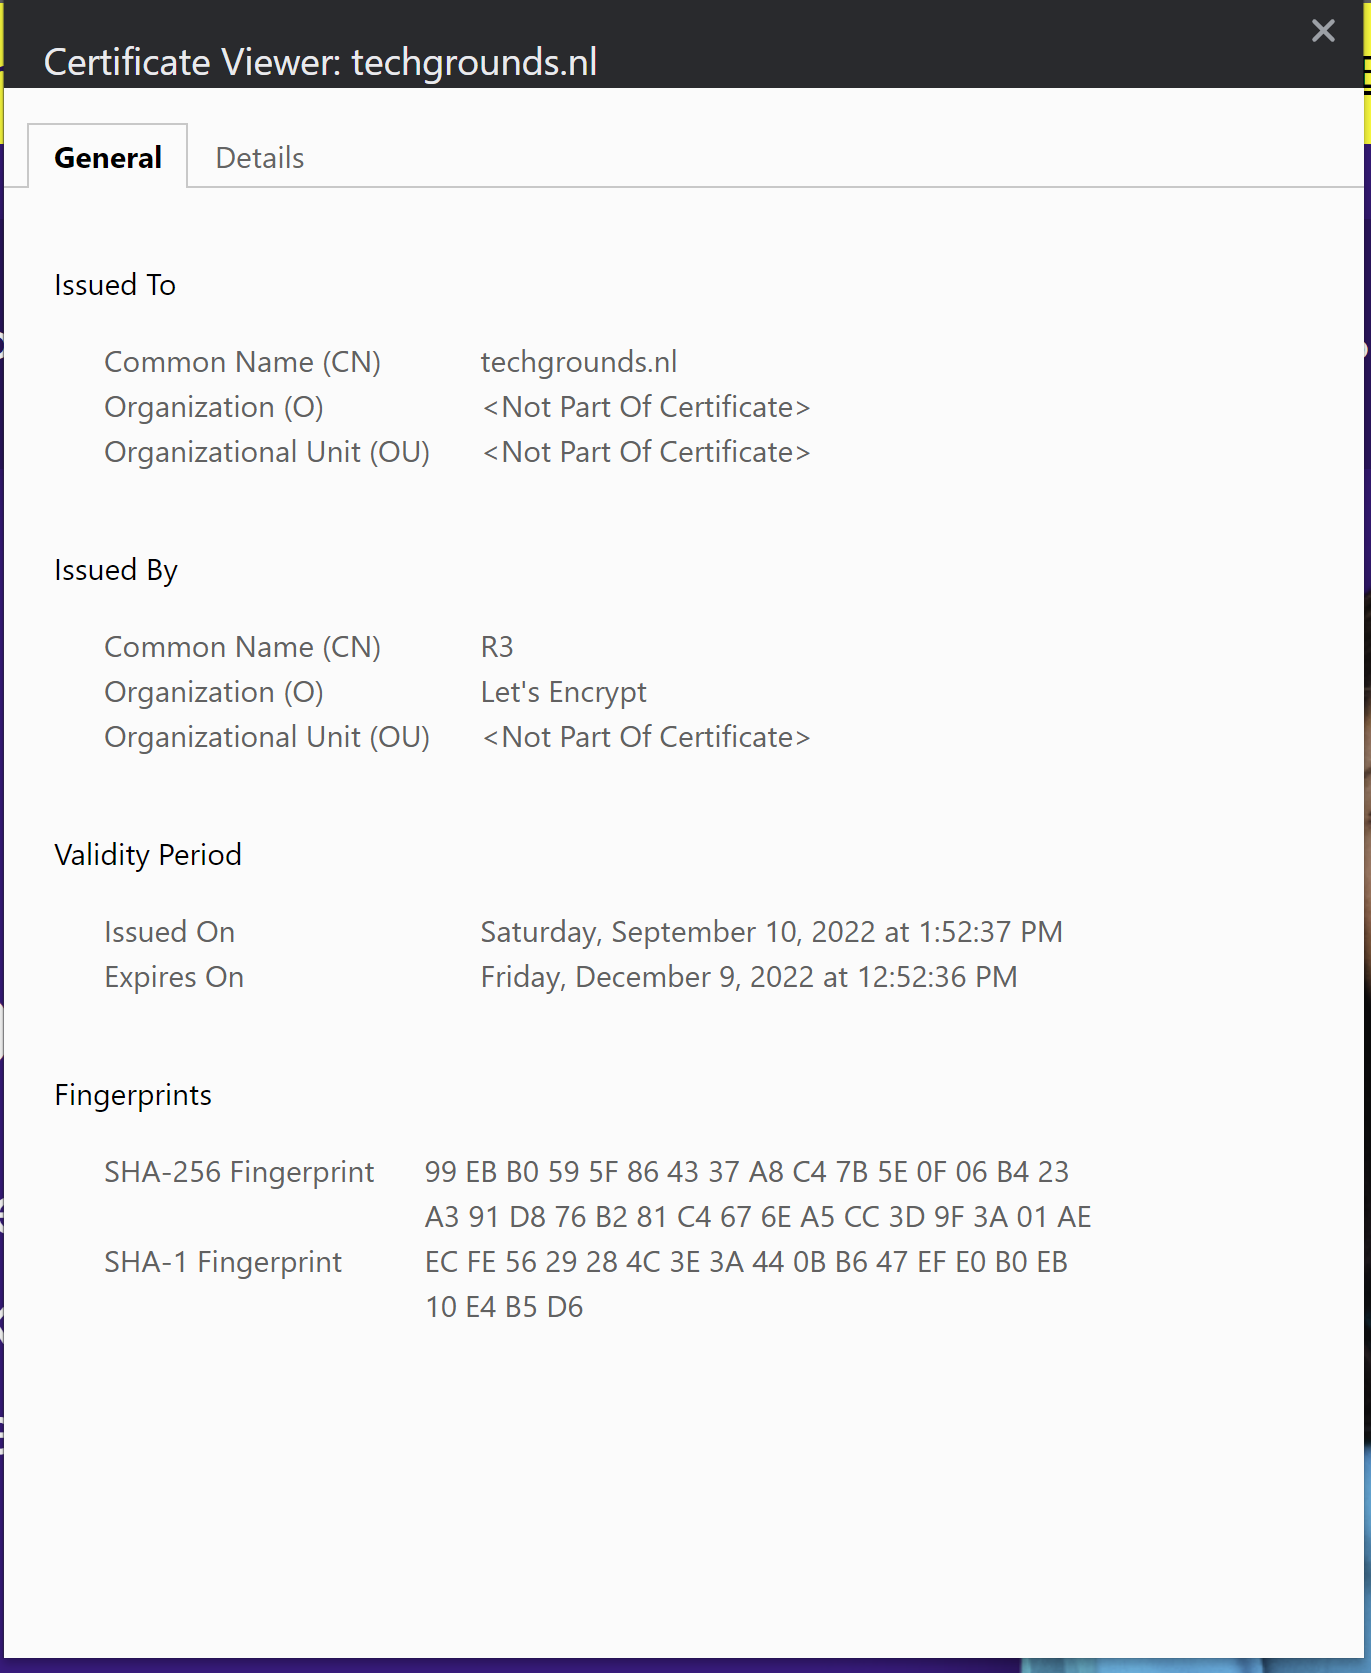 Certificate Viewer: techgrounds.nl
General Details
Issued To
Common Name (CN) techgrounds.nl
Organization (O) <Not Part Of Certificate>
Organizational Unit (OU) <Not Part Of Certificate>
Issued By
Common Name (CN) R3
Organization (O) Let's Encrypt
Organizational Unit (OU) <Not Part Of Certificate>
Validity Period
Issued On Saturday, September 10, 2022 at 1:52:37 PM
Expires On Friday, December 9, 2022 at 12:52:36 PM
Fingerprints
SHA-256 Fingerprint 99 EB B0 59 5F 86 43 37 A8 C4 7B 5E 0F 06 B4 23
A3 91 D8 76 B2 81 C4 67 6E A5 CC 3D 9F 3A 01 AE
SHA-1 Fingerprint EC FE 56 29 28 4C 3E 3A 44 0B B6 47 EF E0 B0 EB
10 E4 B5 D6